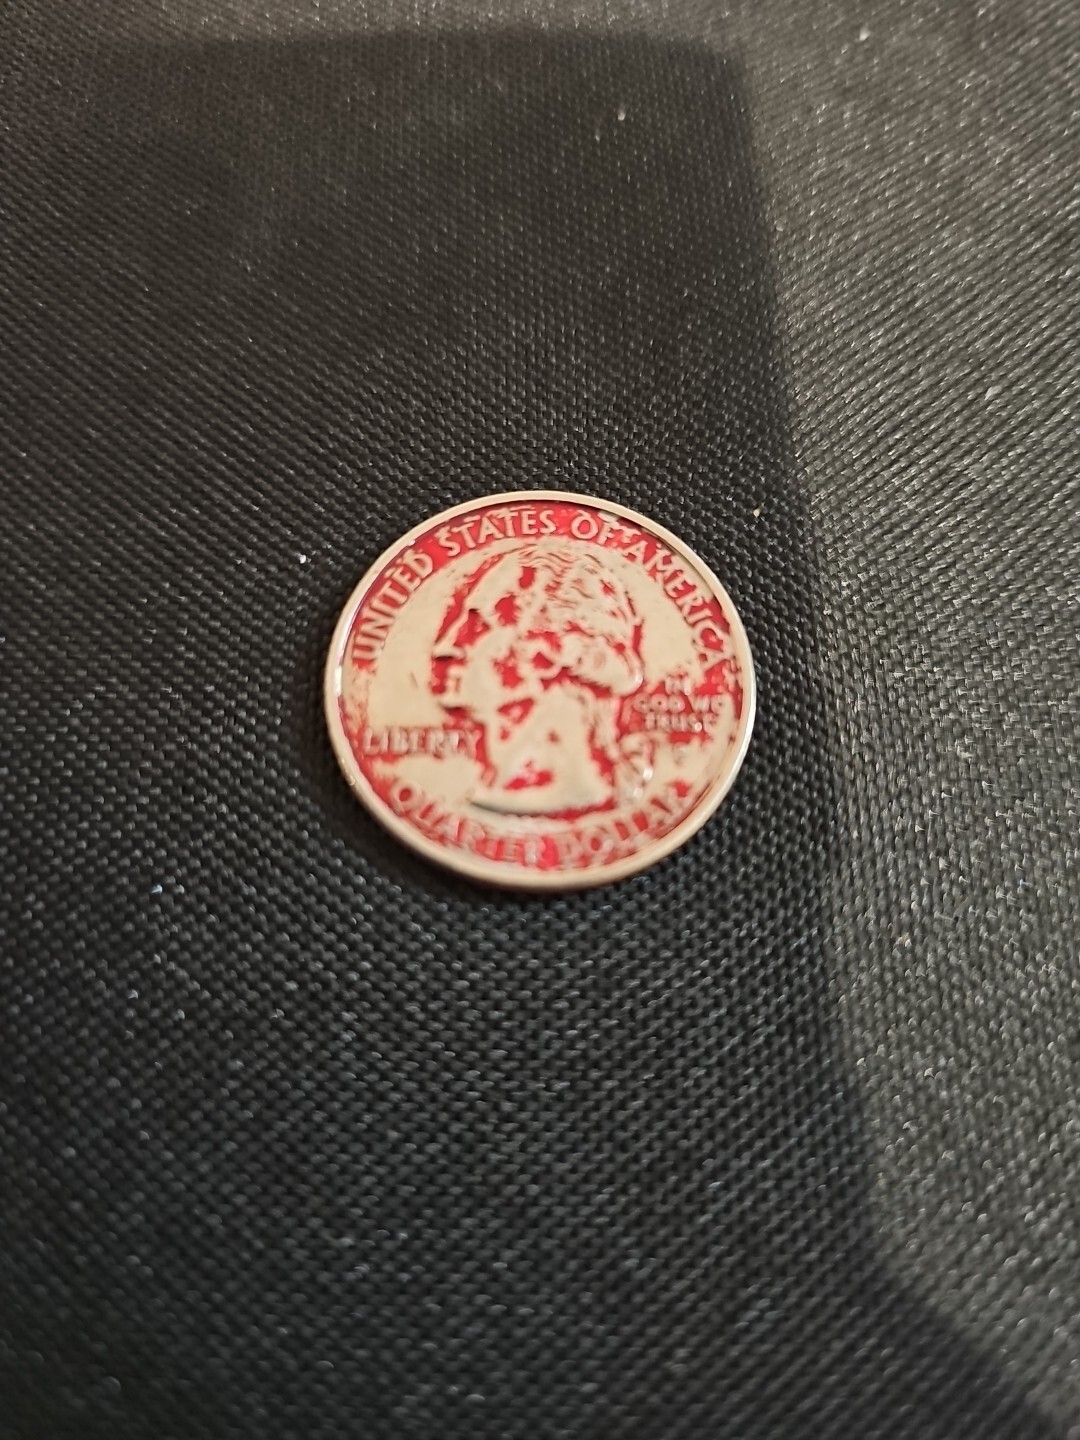 UNITED STATES OF AMERICA
LIBERTY
IN
GOD WE
TRUST
QUARTER DOLLAR